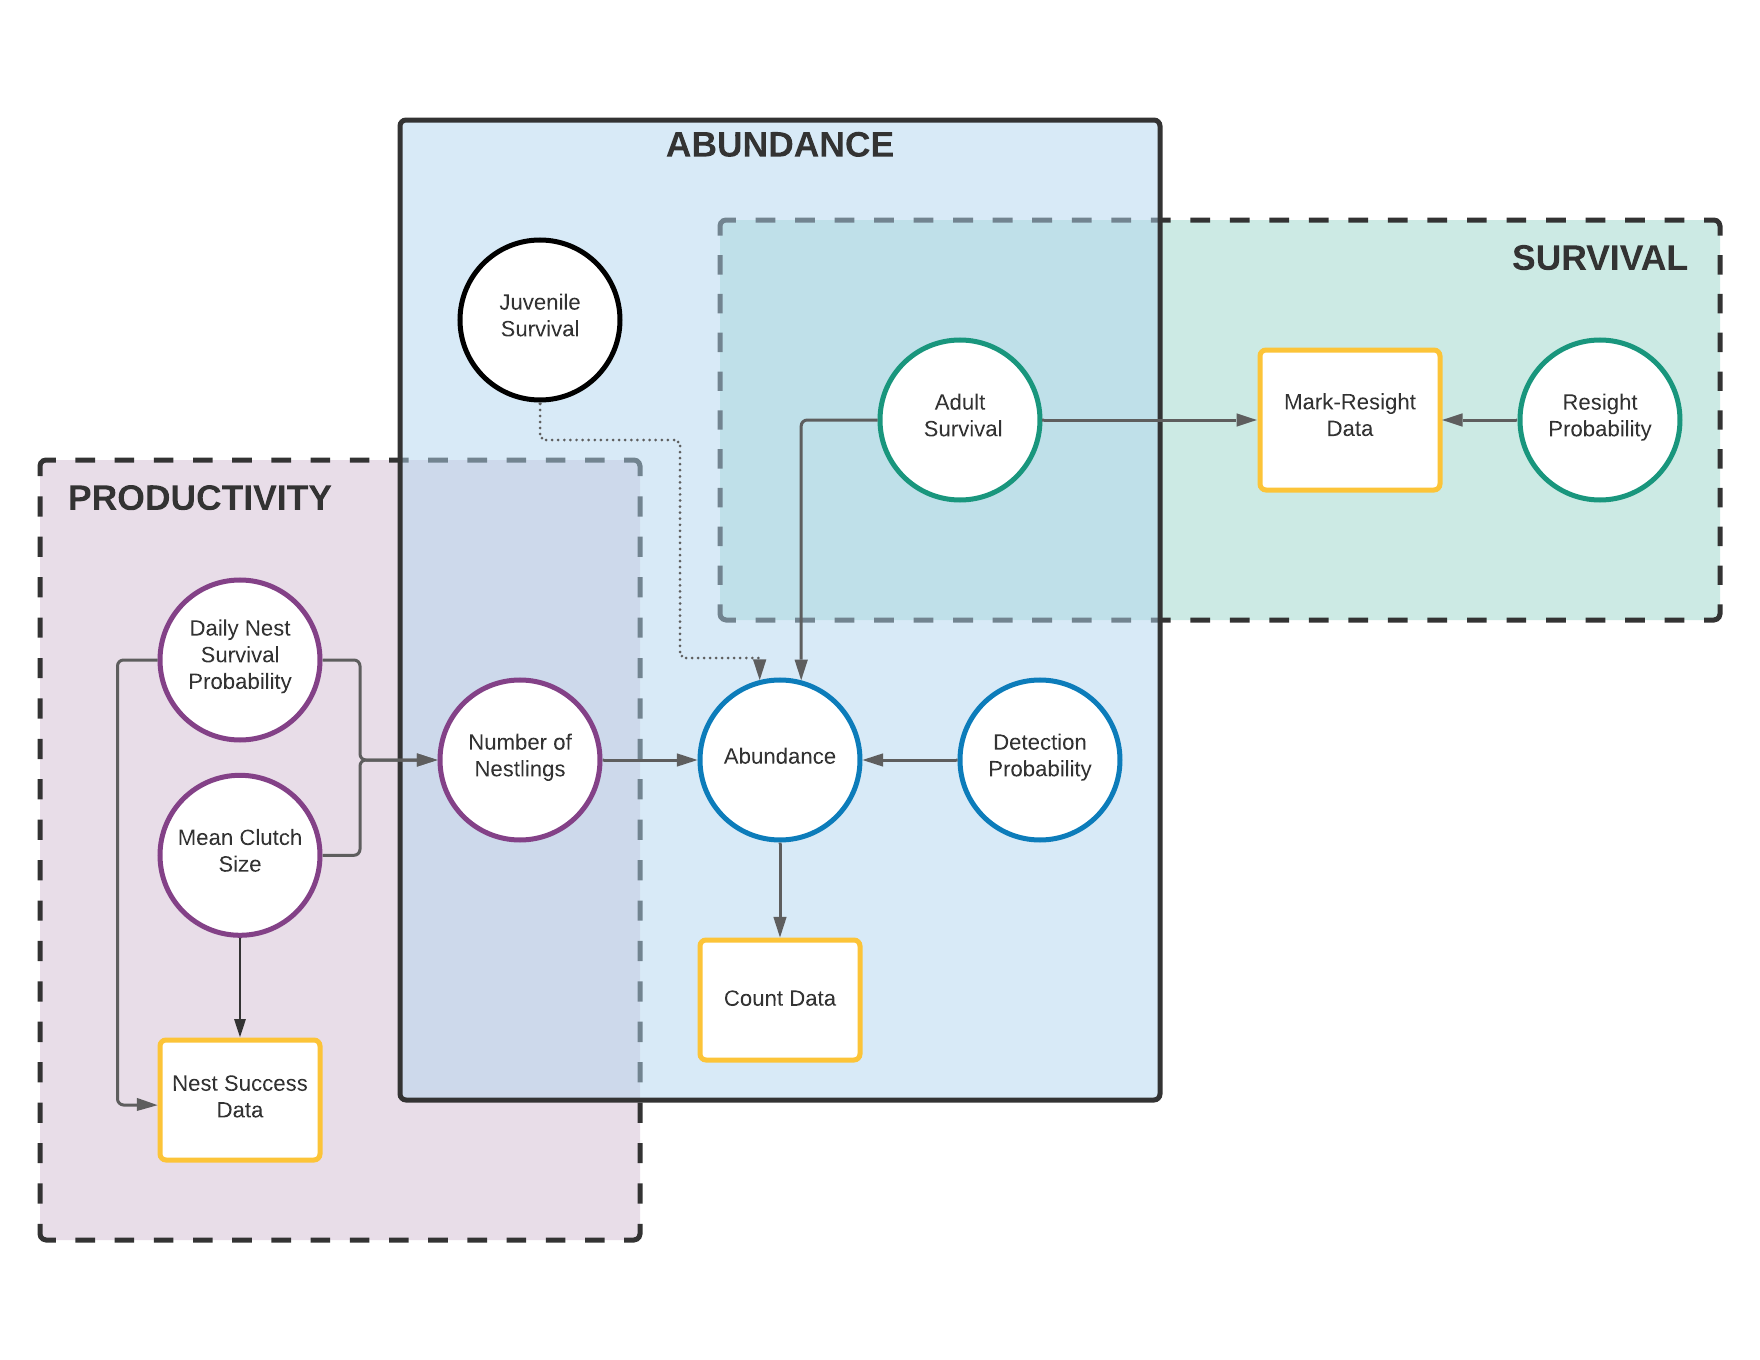 ABUNDANCE
SURVIVAL
Juvenile
Survival
Adult
Survival
Mark-Resight
Data
Resight
Probability
PRODUCTIVITY
Daily Nest
Survival
Probability
Number of
Nestlings
Abundance
Detection
Probability
Mean Clutch
Size
Count Data
Nest Success
Data